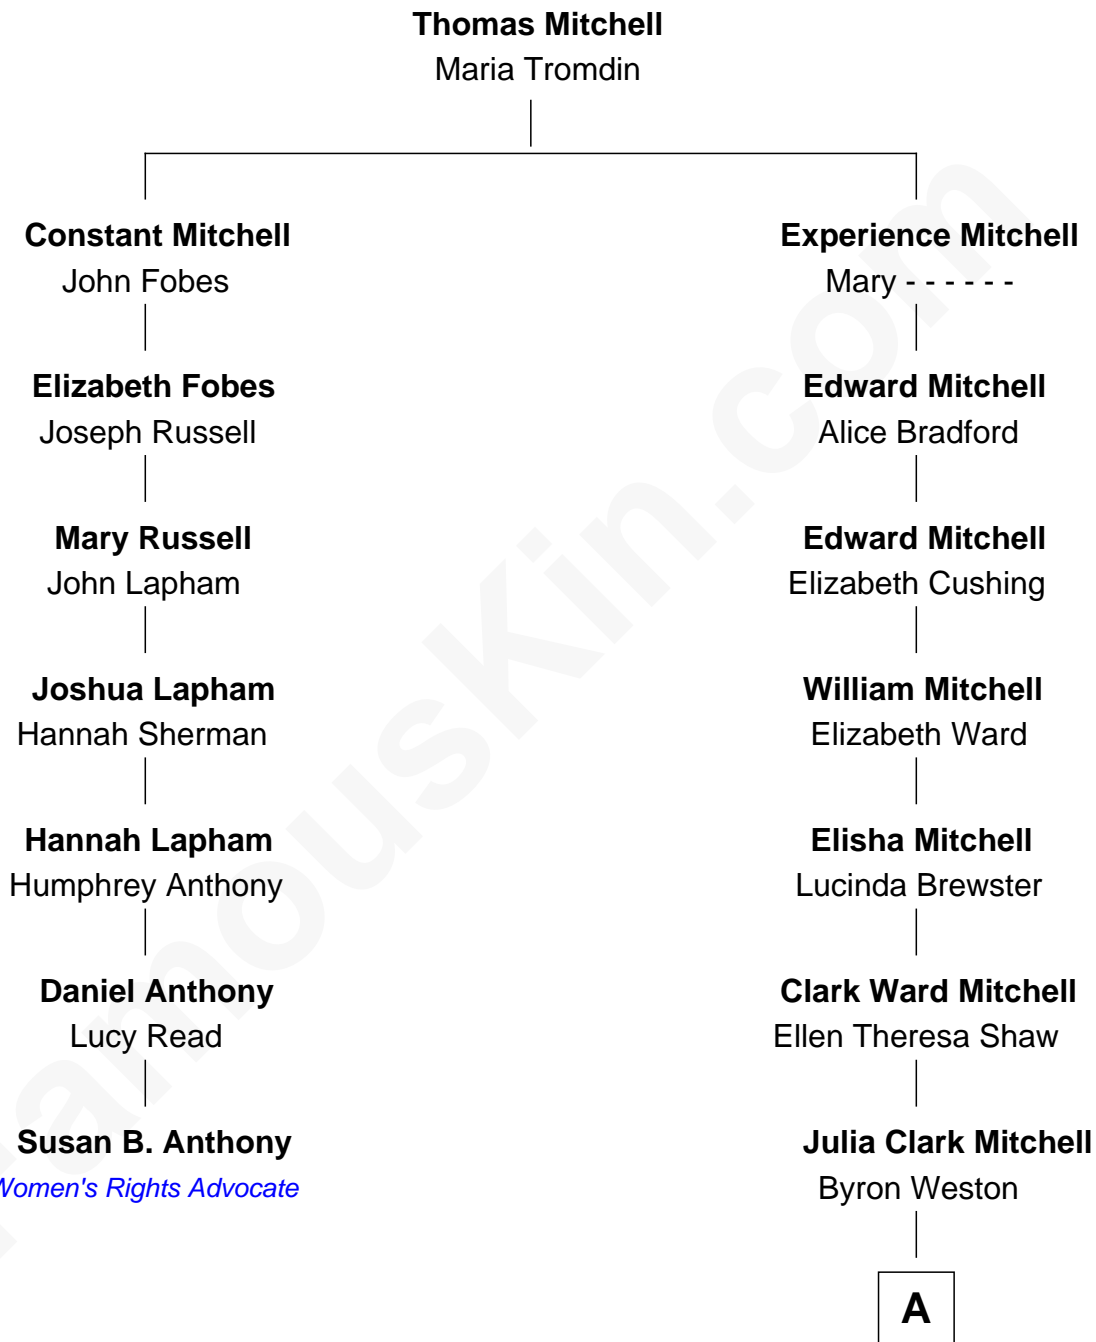 Thomas Mitchell
Maria Tromdin
Constant Mitchell
John Fobes
Experience Mitchell
Mary - - - - - -
Elizabeth Fobes
Joseph Russell
Edward Mitchell
Alice Bradford
Mary Russell
John Lapham
Edward Mitchell
Elizabeth Cushing
Joshua Lapham
Hannah Sherman
William Mitchell
Elizabeth Ward
Hannah Lapham
Humphrey Anthony
Elisha Mitchell
Lucinda Brewster
Daniel Anthony
Lucy Read
Clark Ward Mitchell
Ellen Theresa Shaw
Susan B. Anthony
Women's Rights Advocate
Julia Clark Mitchell
Byron Weston
A
FamousKin.com